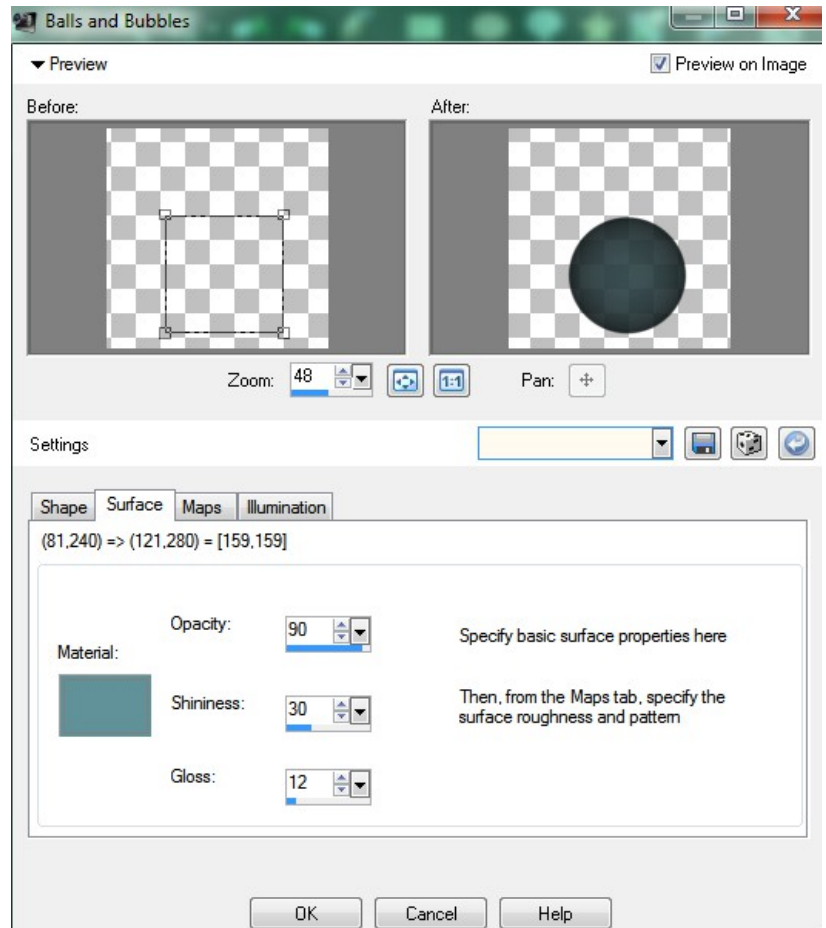 Balls and Bubbles
Preview
Preview on Image
Before:
After:
Zoom: 48
1:1
Pan:
Settings
Shape Surface Maps Illumination
(81,240) => (121,280) = [159,159]
Opacity: 90
Specify basic surface properties here
Material:
Shininess: 30
Then, from the Maps tab, specify the
surface roughness and pattern
Gloss: 12
OK Cancel Help